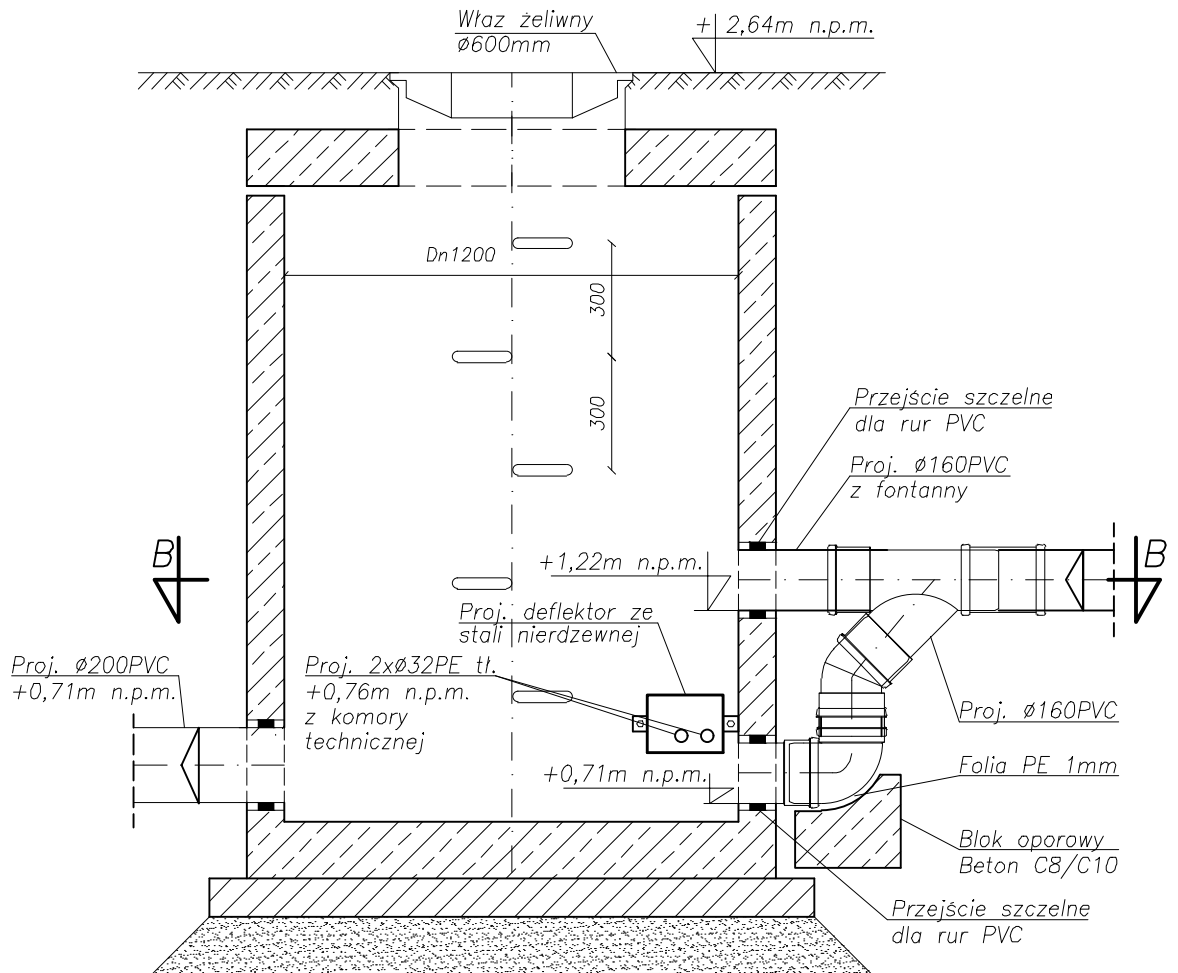 Właz żeliwny
ø600mm
+ 2,64m n.p.m.
Dn1200
300
300
Przejście szczelne
dla rur PVC
Proj. ø160PVC
z fontanny
B
B
+1,22m n.p.m.
Proj. deflektor ze
stali nierdzewnej
Proj. ø200PVC
+0,71m n.p.m.
Proj. 2xø32PE tł.
+0,76m n.p.m.
z komory
technicznej
Proj. ø160PVC
+0,71m n.p.m.
Folia PE 1mm
Blok oporowy
Beton C8/C10
Przejście szczelne
dla rur PVC